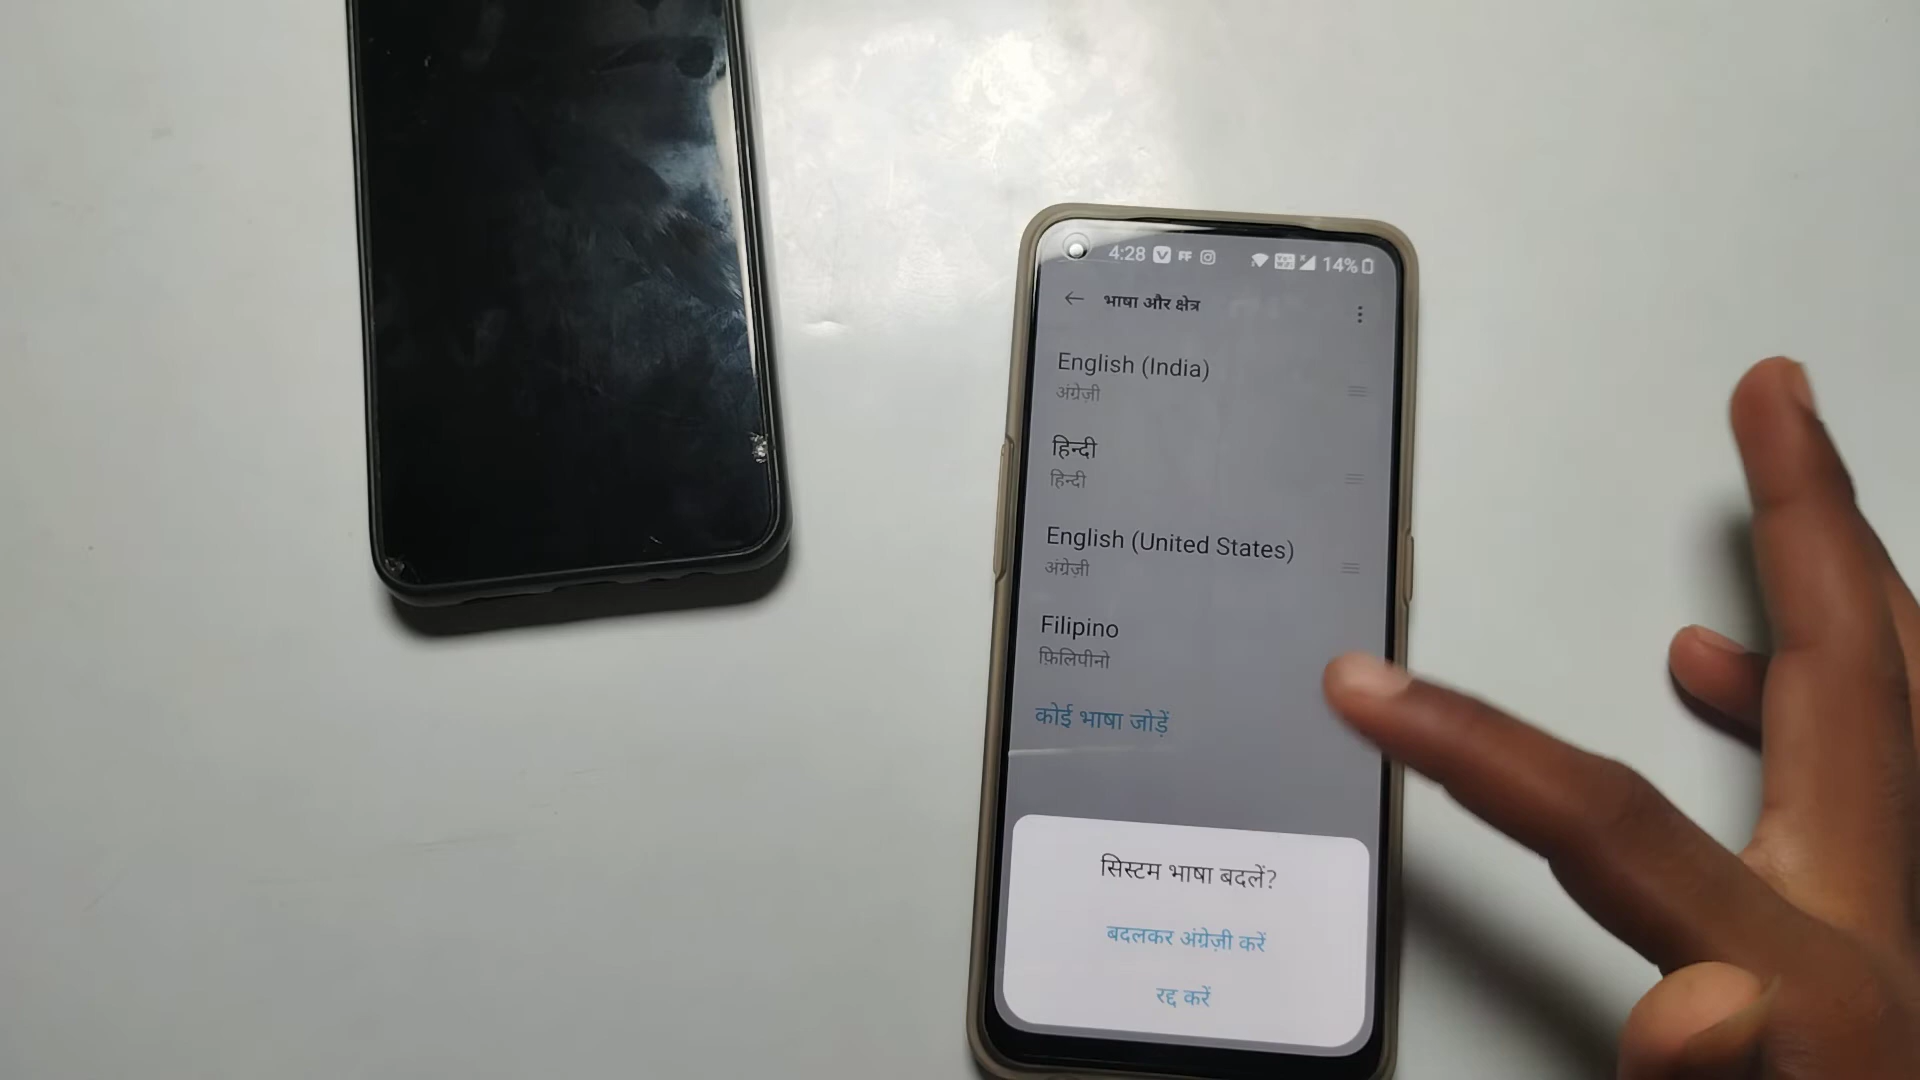 4:28
14%
भाषा और क्षेत्र
English (India)
अंग्रेज़ी
हिन्दी
हिन्दी
English (United States)
अंग्रेज़ी
Filipino
फ़िलिपीनो
कोई भाषा जोड़ें
सिस्टम भाषा बदलें?
बदलकर अंग्रेज़ी करें
रद्द करें